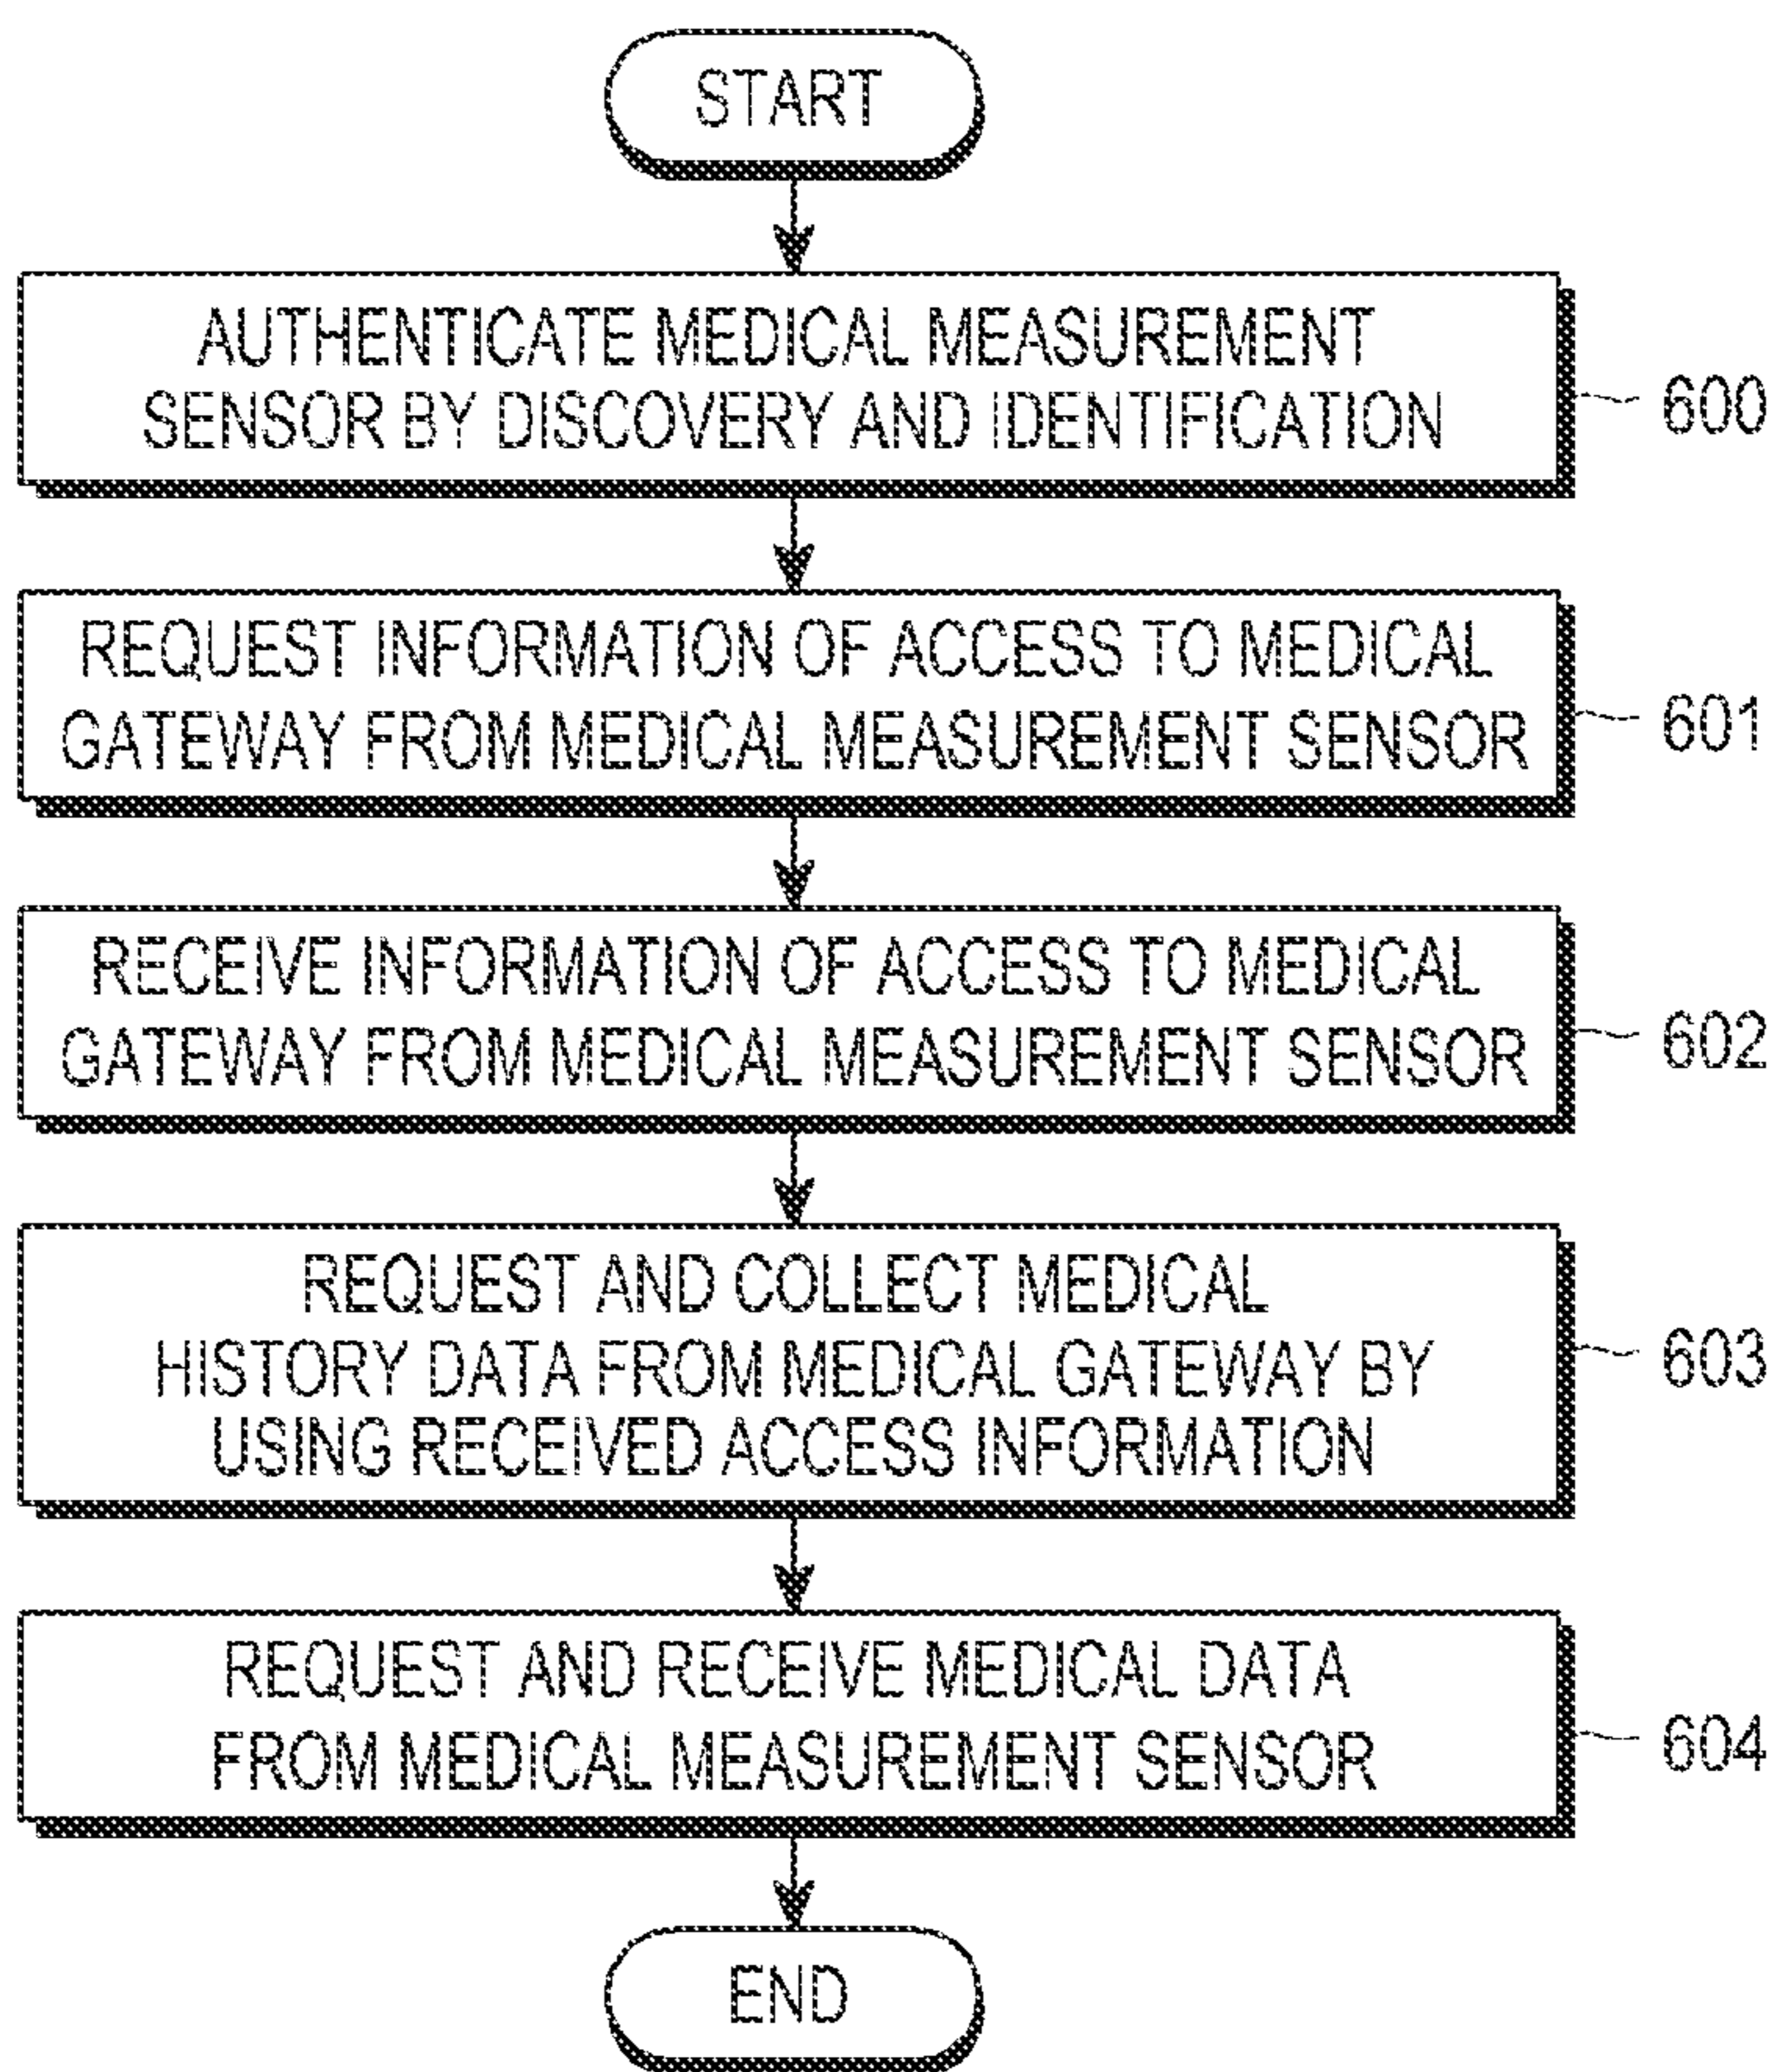 START
AUTHENTICATE MEDICAL MEASUREMENT
SENSOR BY DISCOVERY AND IDENTIFICATION
600
REQUEST INFORMATION OF ACCESS TO MEDICAL
GATEWAY FROM MEDICAL MEASUREMENT SENSOR
601
RECEIVE INFORMATION OF ACCESS TO MEDICAL
GATEWAY FROM MEDICAL MEASUREMENT SENSOR
602
REQUEST AND COLLECT MEDICAL
HISTORY DATA FROM MEDICAL GATEWAY BY
USING RECEIVED ACCESS INFORMATION
603
REQUEST AND RECEIVE MEDICAL DATA
FROM MEDICAL MEASUREMENT SENSOR
604
END